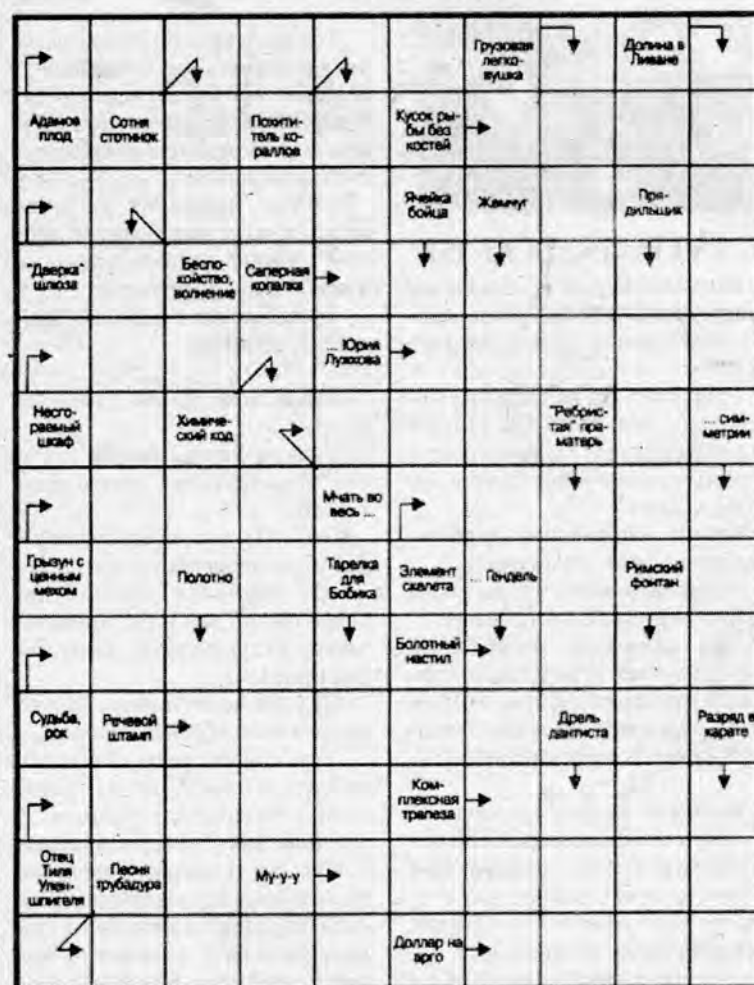 Грузовая
легко-
вушка
Долина в
Ливане
Адамов
плод
Сотня
стотинок
Похити-
тель ко-
раллов
Кусок ры-
бы без
костей
Ячейка
бойца
Жемчуг
Пря-
дильщик
"Дверка"
шлюза
Беспо-
койство,
волнение
Саперная
копалка
Юрия
Лужкова
Несго-
раемый
шкаф
Химиче-
ский код
"Ребрис-
тая" пра-
матерь
... сим-
метрии
Мчать во
весь ...
Грызун с
ценным
мехом
Полотно
Тарелка
для
Бобика
Элемент
скелета
... Гендель
Римский
фонтан
Болотный
настил
Судьба,
рок
Речевой
штамп
Дрель
дантиста
Разряд в
карате
Ком-
плексная
трапеза
Отец
Тиля
Улен-
шпигеля
Песня
трубадура
Му-у-у
Доллар на
арго